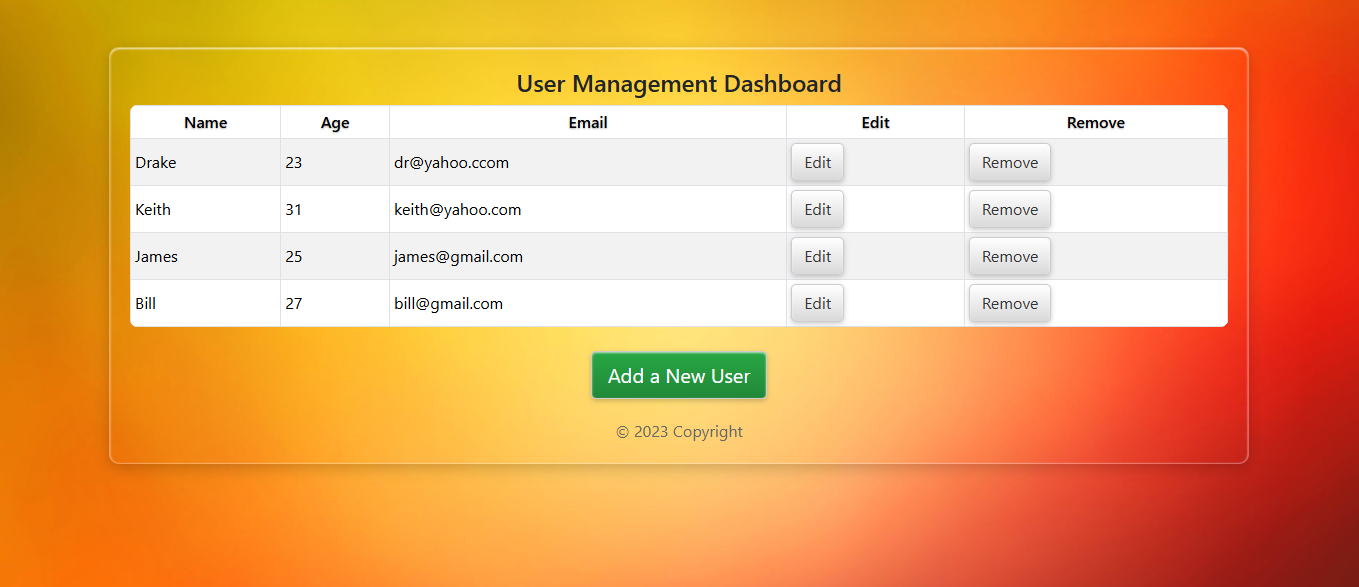 User Management Dashboard
Name Age Email Edit Remove
Drake 23 dr@yahoo.ccom Edit Remove
Keith 31 keith@yahoo.com Edit Remove
James 25 james@gmail.com Edit Remove
Bill 27 bill@gmail.com Edit Remove
Add a New User
© 2023 Copyright